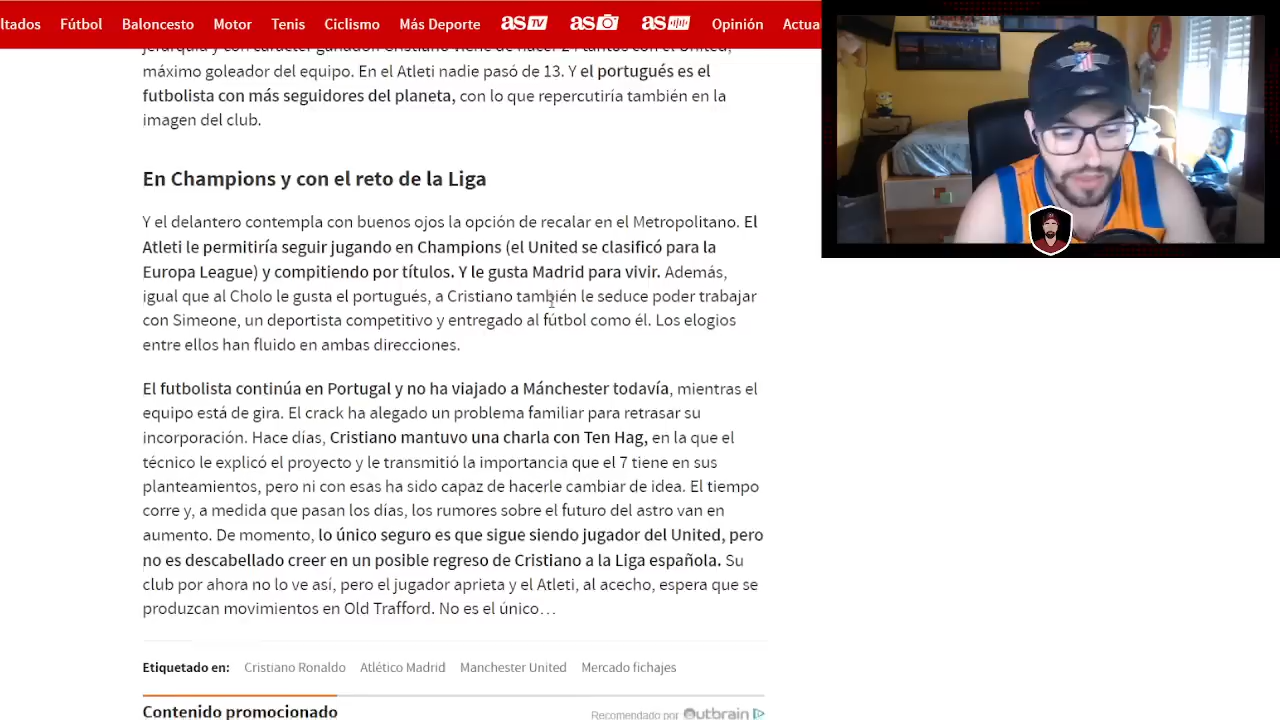 ltados Fútbol Baloncesto Motor Tenis Ciclismo Más Deporte as TV as as Opinión Actua
jerarquía y con carácter ganador. Cristiano viene de hacer 24 tantos con el United,
máximo goleador del equipo. En el Atleti nadie pasó de 13. Y el portugués es el
futbolista con más seguidores del planeta, con lo que repercutiría también en la
imagen del club.
En Champions y con el reto de la Liga
Y el delantero contempla con buenos ojos la opción de recalar en el Metropolitano. El
Atleti le permitiría seguir jugando en Champions (el United se clasificó para la
Europa League) y compitiendo por títulos. Y le gusta Madrid para vivir. Además,
igual que al Cholo le gusta el portugués, a Cristiano también le seduce poder trabajar
con Simeone, un deportista competitivo y entregado al fútbol como él. Los elogios
entre ellos han fluido en ambas direcciones.
El futbolista continúa en Portugal y no ha viajado a Mánchester todavía, mientras el
equipo está de gira. El crack ha alegado un problema familiar para retrasar su
incorporación. Hace días, Cristiano mantuvo una charla con Ten Hag, en la que el
técnico le explicó el proyecto y le transmitió la importancia que el 7 tiene en sus
planteamientos, pero ni con esas ha sido capaz de hacerle cambiar de idea. El tiempo
corre y, a medida que pasan los días, los rumores sobre el futuro del astro van en
aumento. De momento, lo único seguro es que sigue siendo jugador del United, pero
no es descabellado creer en un posible regreso de Cristiano a la Liga española. Su
club por ahora no lo ve así, pero el jugador aprieta y el Atleti, al acecho, espera que se
produzcan movimientos en Old Trafford. No es el único…
Etiquetado en: Cristiano Ronaldo Atlético Madrid Manchester United Mercado fichajes
Contenido promocionado
Recomendado por Outbrain